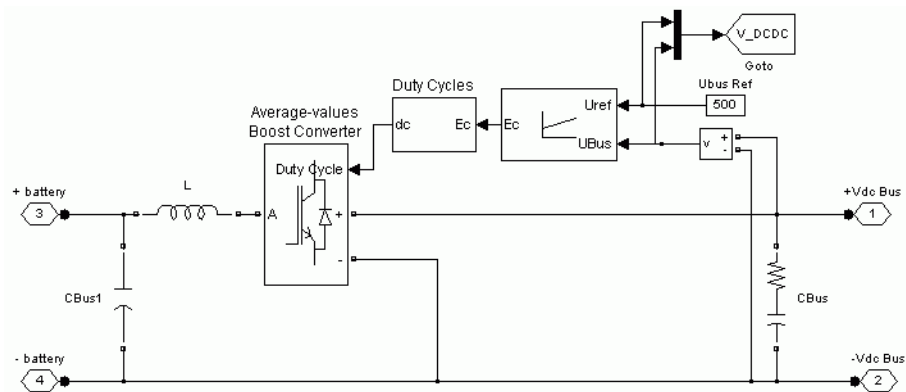 V_DCDC
Goto
Ubus Ref
500
Duty Cycles
Uref
dc
Ec
Ec
UBus
v
+
-
Average-values
Boost Converter
Duty Cycle
L
A
+
-
+ battery
3
+Vdc Bus
1
CBus1
CBus
- battery
4
-Vdc Bus
2